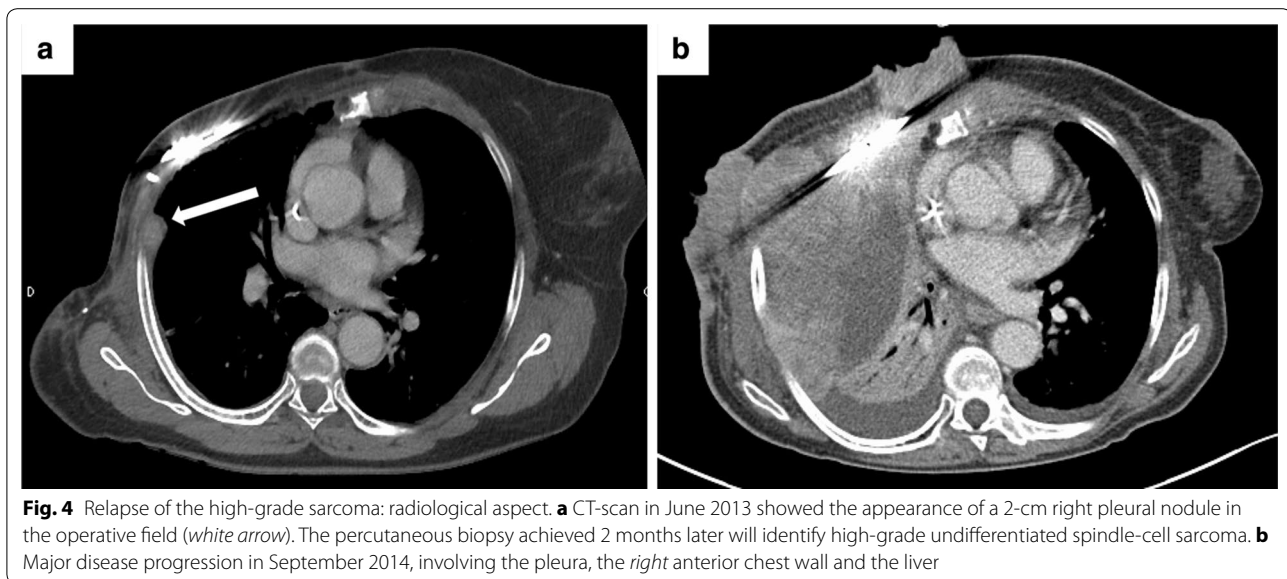 a
b
D
Fig. 4 Relapse of the high-grade sarcoma: radiological aspect. a CT-scan in June 2013 showed the appearance of a 2-cm right pleural nodule in
the operative field (white arrow). The percutaneous biopsy achieved 2 months later will identify high-grade undifferentiated spindle-cell sarcoma. b
Major disease progression in September 2014, involving the pleura, the right anterior chest wall and the liver